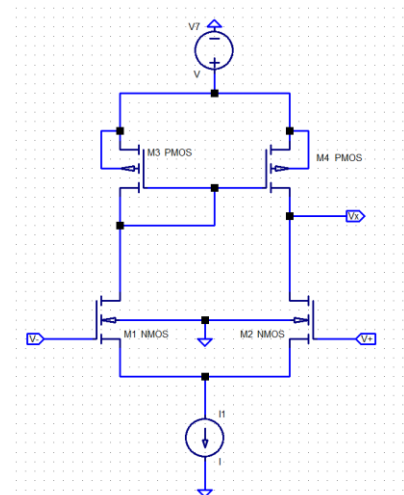 V7
V
M3 PMOS
M4 PMOS
Vx
M1 NMOS
M2 NMOS
V-
V+
I1
I